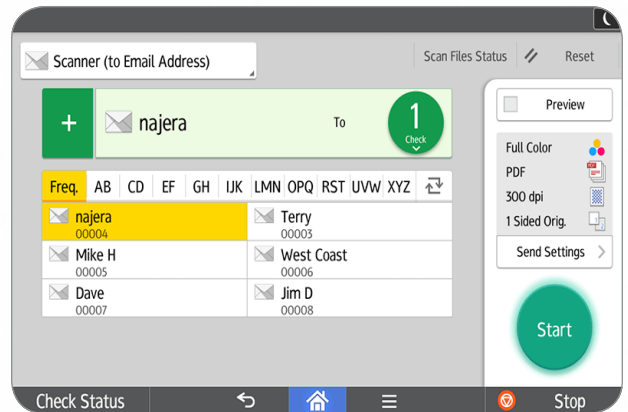 Scanner (to Email Address)
Scan Files Status
Reset
+
najera
To
1
Check
Preview
Full Color
PDF
300 dpi
1 Sided Orig.
Send Settings
Start
Freq. AB CD EF GH IJK LMN OPQ RST UVW XYZ
najera
00004
Terry
00003
Mike H
00005
West Coast
00006
Dave
00007
Jim D
00008
Check Status
Stop